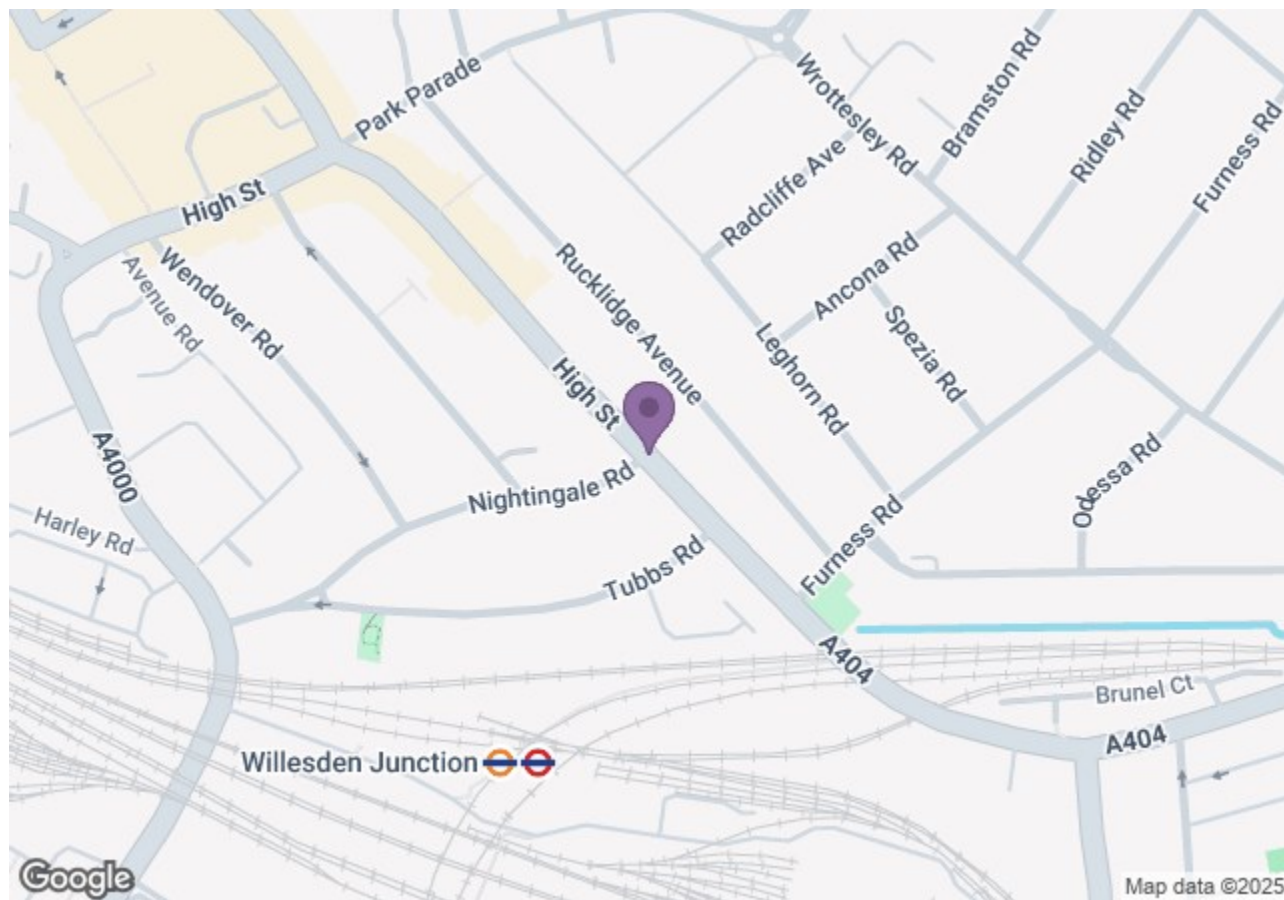 Park Parade
Wrottesley Rd
Bramston Rd
Ridley Rd
Furness Rd
Radcliffe Ave
High St
Ancona Rd
Rucklidge Avenue
Wendover Rd
Avenue Rd
Spezia Rd
Leghorn Rd
High St
A4000
Nightingale Rd
Odessa Rd
Harley Rd
Furness Rd
Tubbs Rd
A404
Brunel Ct
A404
Willesden Junction
Google
Map data ©2025